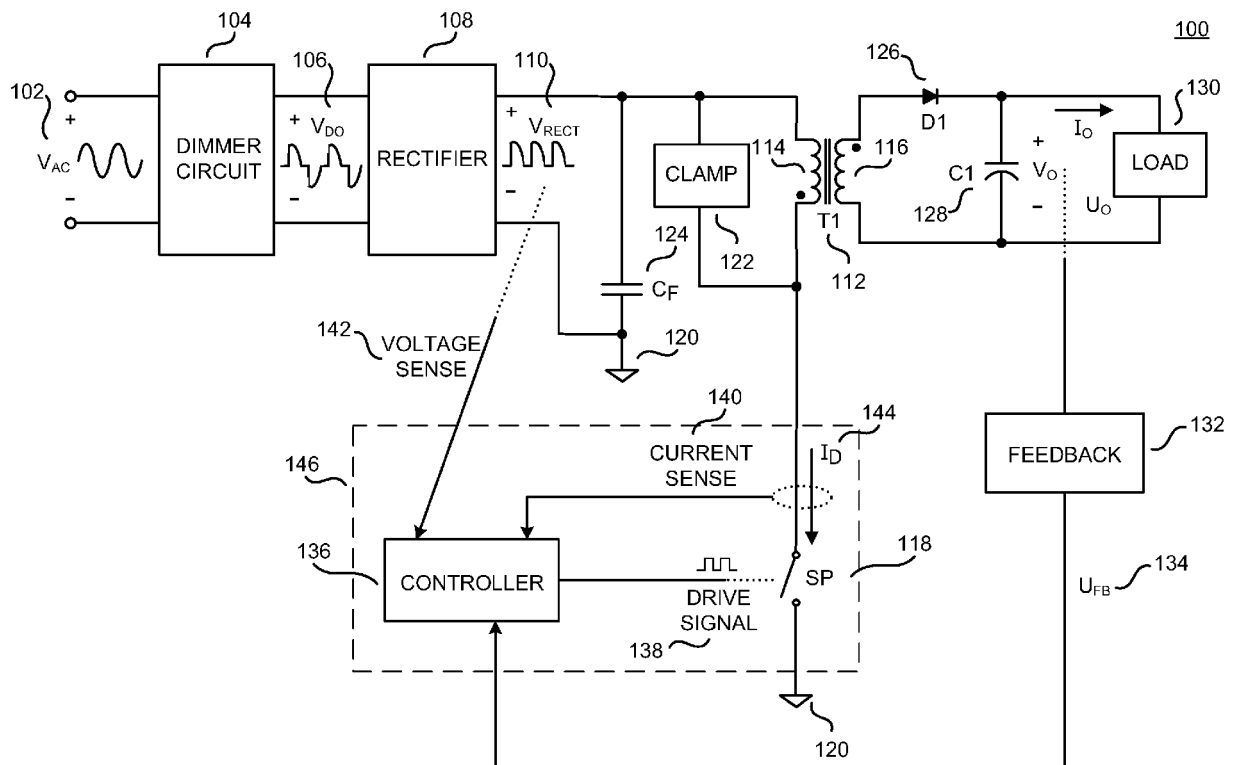 100
104
108
110
126
130
102
106
+
V_AC
-
DIMMER
CIRCUIT
+
V_DO
-
RECTIFIER
+
V_RECT
-
CLAMP
122
114
116
T1
112
D1
C1
128
+
V_O
-
I_O
U_O
LOAD
124
C_F
120
142
VOLTAGE
SENSE
140
CURRENT
SENSE
144
I_D
146
136
CONTROLLER
DRIVE
SIGNAL
138
SP
118
120
FEEDBACK
132
U_FB
134